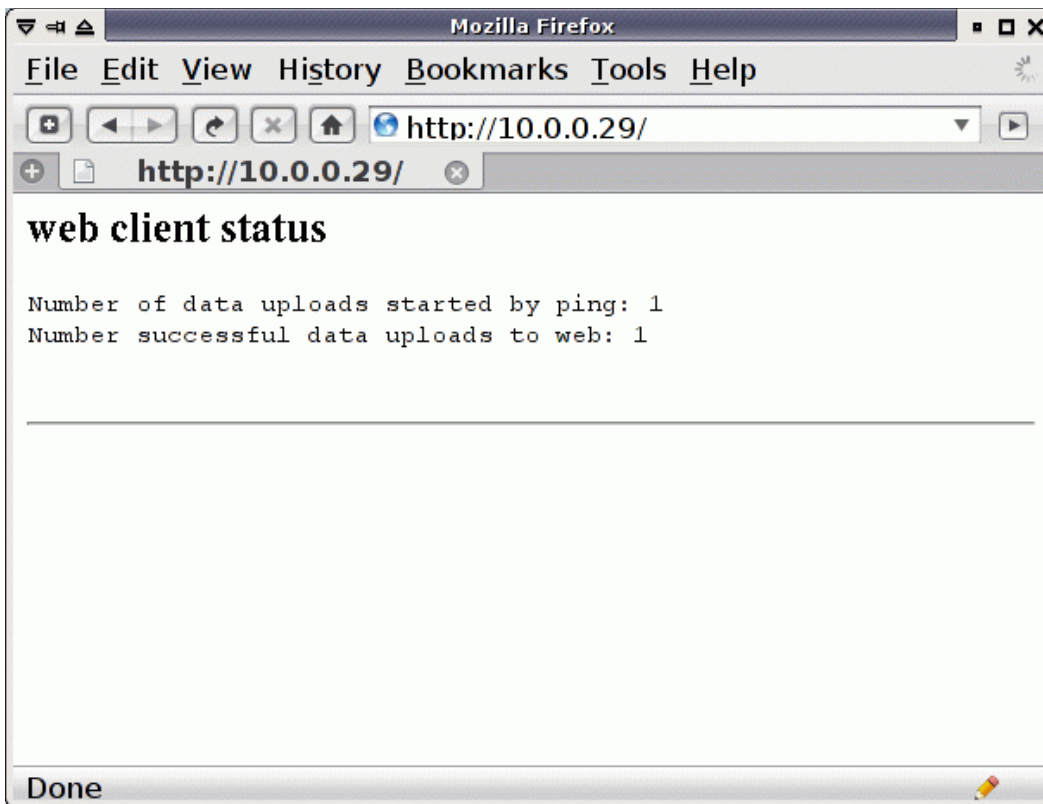 Mozilla Firefox
File Edit View History Bookmarks Tools Help
http://10.0.0.29/
http://10.0.0.29/
web client status
Number of data uploads started by ping: 1
Number successful data uploads to web: 1
Done